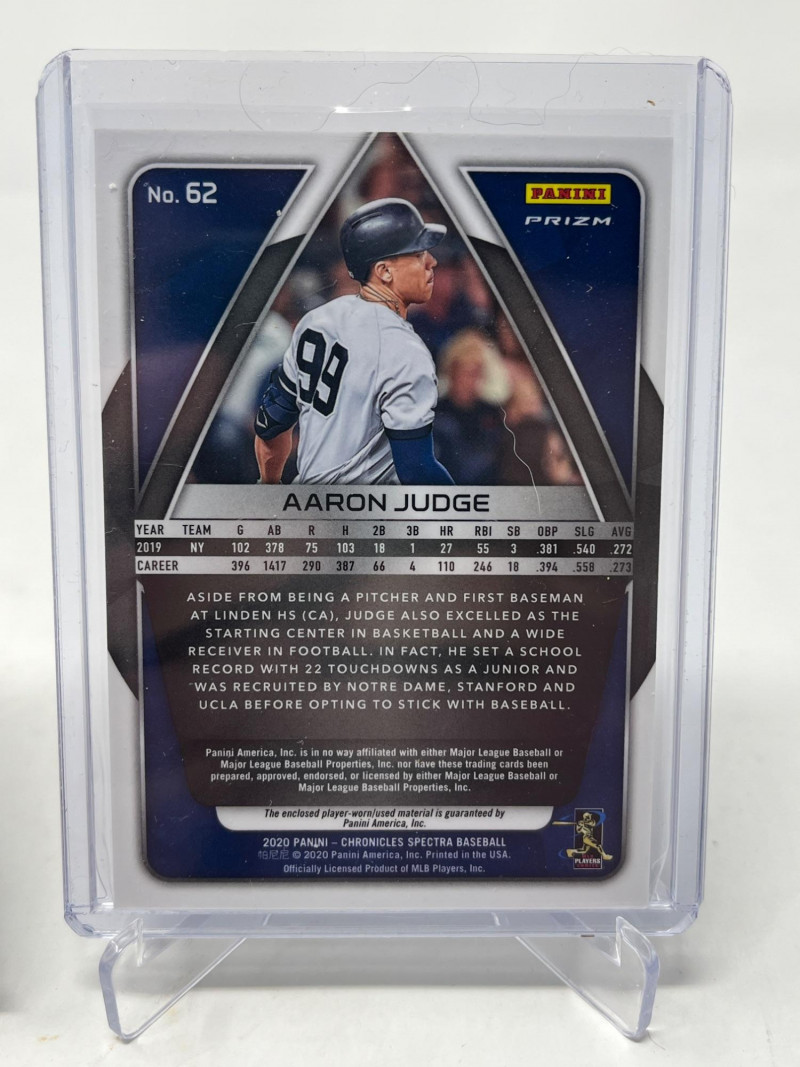 No. 62
PANINI
PRIZM
99
AARON JUDGE
YEAR TEAM G AB R H 2B 3B HR RBI SB OBP SLG AVG
2019 NY 102 378 75 103 18 1 27 55 3 .381 .540 .272
CAREER 396 1417 290 387 66 4 110 246 18 .394 .558 .273
ASIDE FROM BEING A PITCHER AND FIRST BASEMAN
AT LINDEN HS (CA), JUDGE ALSO EXCELLED AS THE
STARTING CENTER IN BASKETBALL AND A WIDE
RECEIVER IN FOOTBALL. IN FACT, HE SET A SCHOOL
RECORD WITH 22 TOUCHDOWNS AS A JUNIOR AND
WAS RECRUITED BY NOTRE DAME, STANFORD AND
UCLA BEFORE OPTING TO STICK WITH BASEBALL.
Panini America, Inc. is in no way affiliated with either Major League Baseball or
Major League Baseball Properties, Inc. nor have these trading cards been
prepared, approved, endorsed, or licensed by either Major League Baseball or
Major League Baseball Properties, Inc.
The enclosed player-worn/used material is guaranteed by
Panini America, Inc.
2020 PANINI – CHRONICLES SPECTRA BASEBALL
帕尼尼 © 2020 Panini America, Inc. Printed in the USA.
Officially Licensed Product of MLB Players, Inc.
PLAYERS